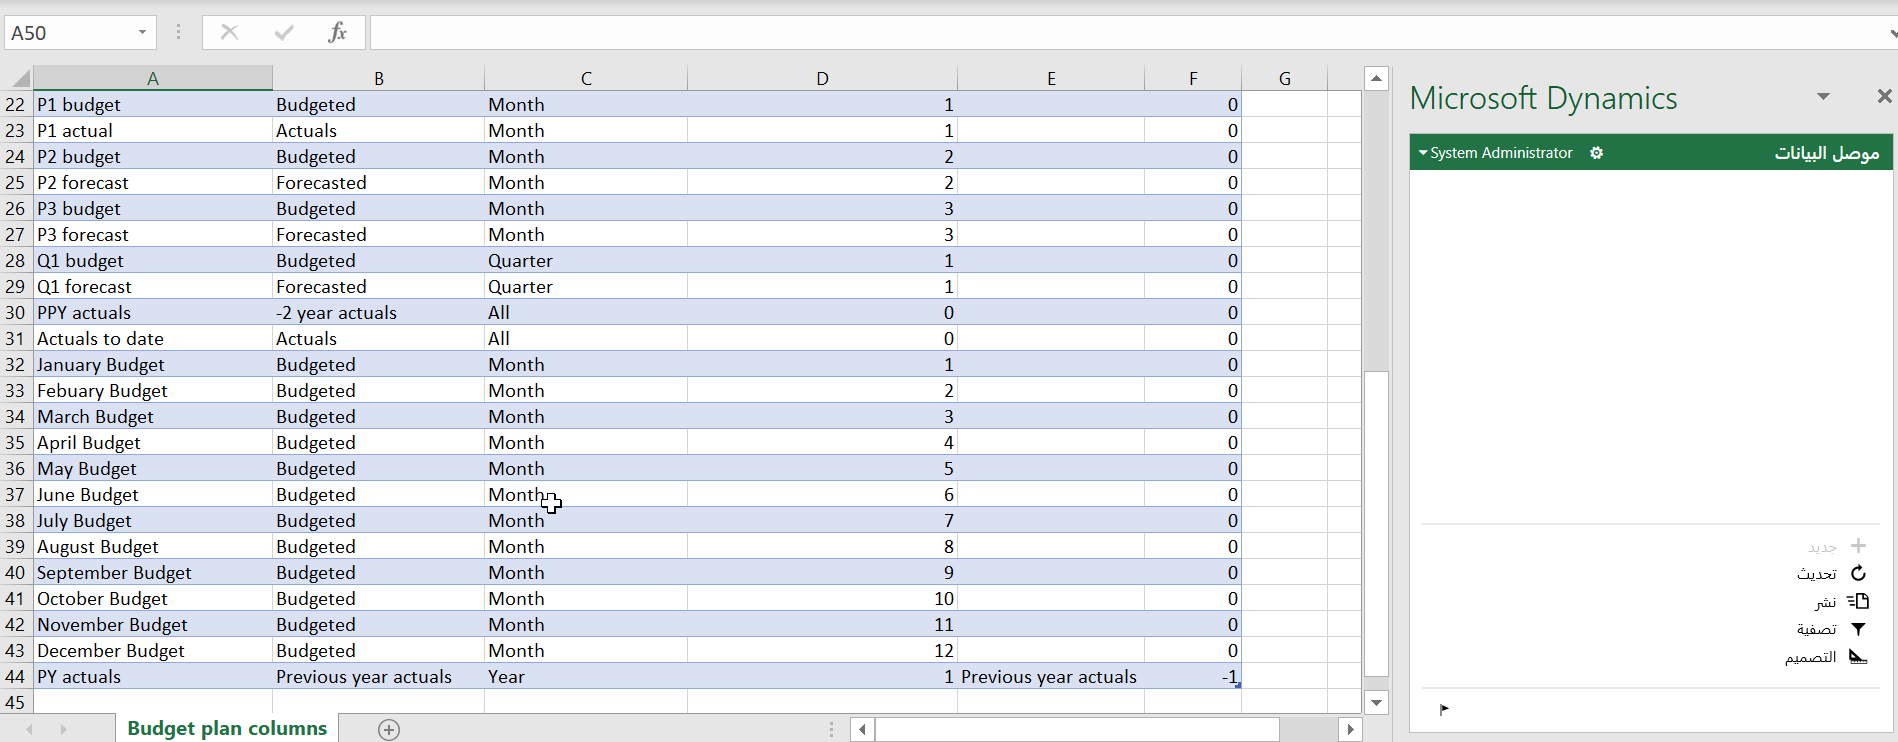 A50 fx
A B C D E F G
22 P1 budget Budgeted Month 1 0
23 P1 actual Actuals Month 1 0
24 P2 budget Budgeted Month 2 0
25 P2 forecast Forecasted Month 2 0
26 P3 budget Budgeted Month 3 0
27 P3 forecast Forecasted Month 3 0
28 Q1 budget Budgeted Quarter 1 0
29 Q1 forecast Forecasted Quarter 1 0
30 PPY actuals -2 year actuals All 0 0
31 Actuals to date Actuals All 0 0
32 January Budget Budgeted Month 1 0
33 Febuary Budget Budgeted Month 2 0
34 March Budget Budgeted Month 3 0
35 April Budget Budgeted Month 4 0
36 May Budget Budgeted Month 5 0
37 June Budget Budgeted Month 6 0
38 July Budget Budgeted Month 7 0
39 August Budget Budgeted Month 8 0
40 September Budget Budgeted Month 9 0
41 October Budget Budgeted Month 10 0
42 November Budget Budgeted Month 11 0
43 December Budget Budgeted Month 12 0
44 PY actuals Previous year actuals Year 1 Previous year actuals -1
45
Budget plan columns
Microsoft Dynamics
System Administrator موصل البيانات
جديد
تحديث
نشر
تصفية
التصميم